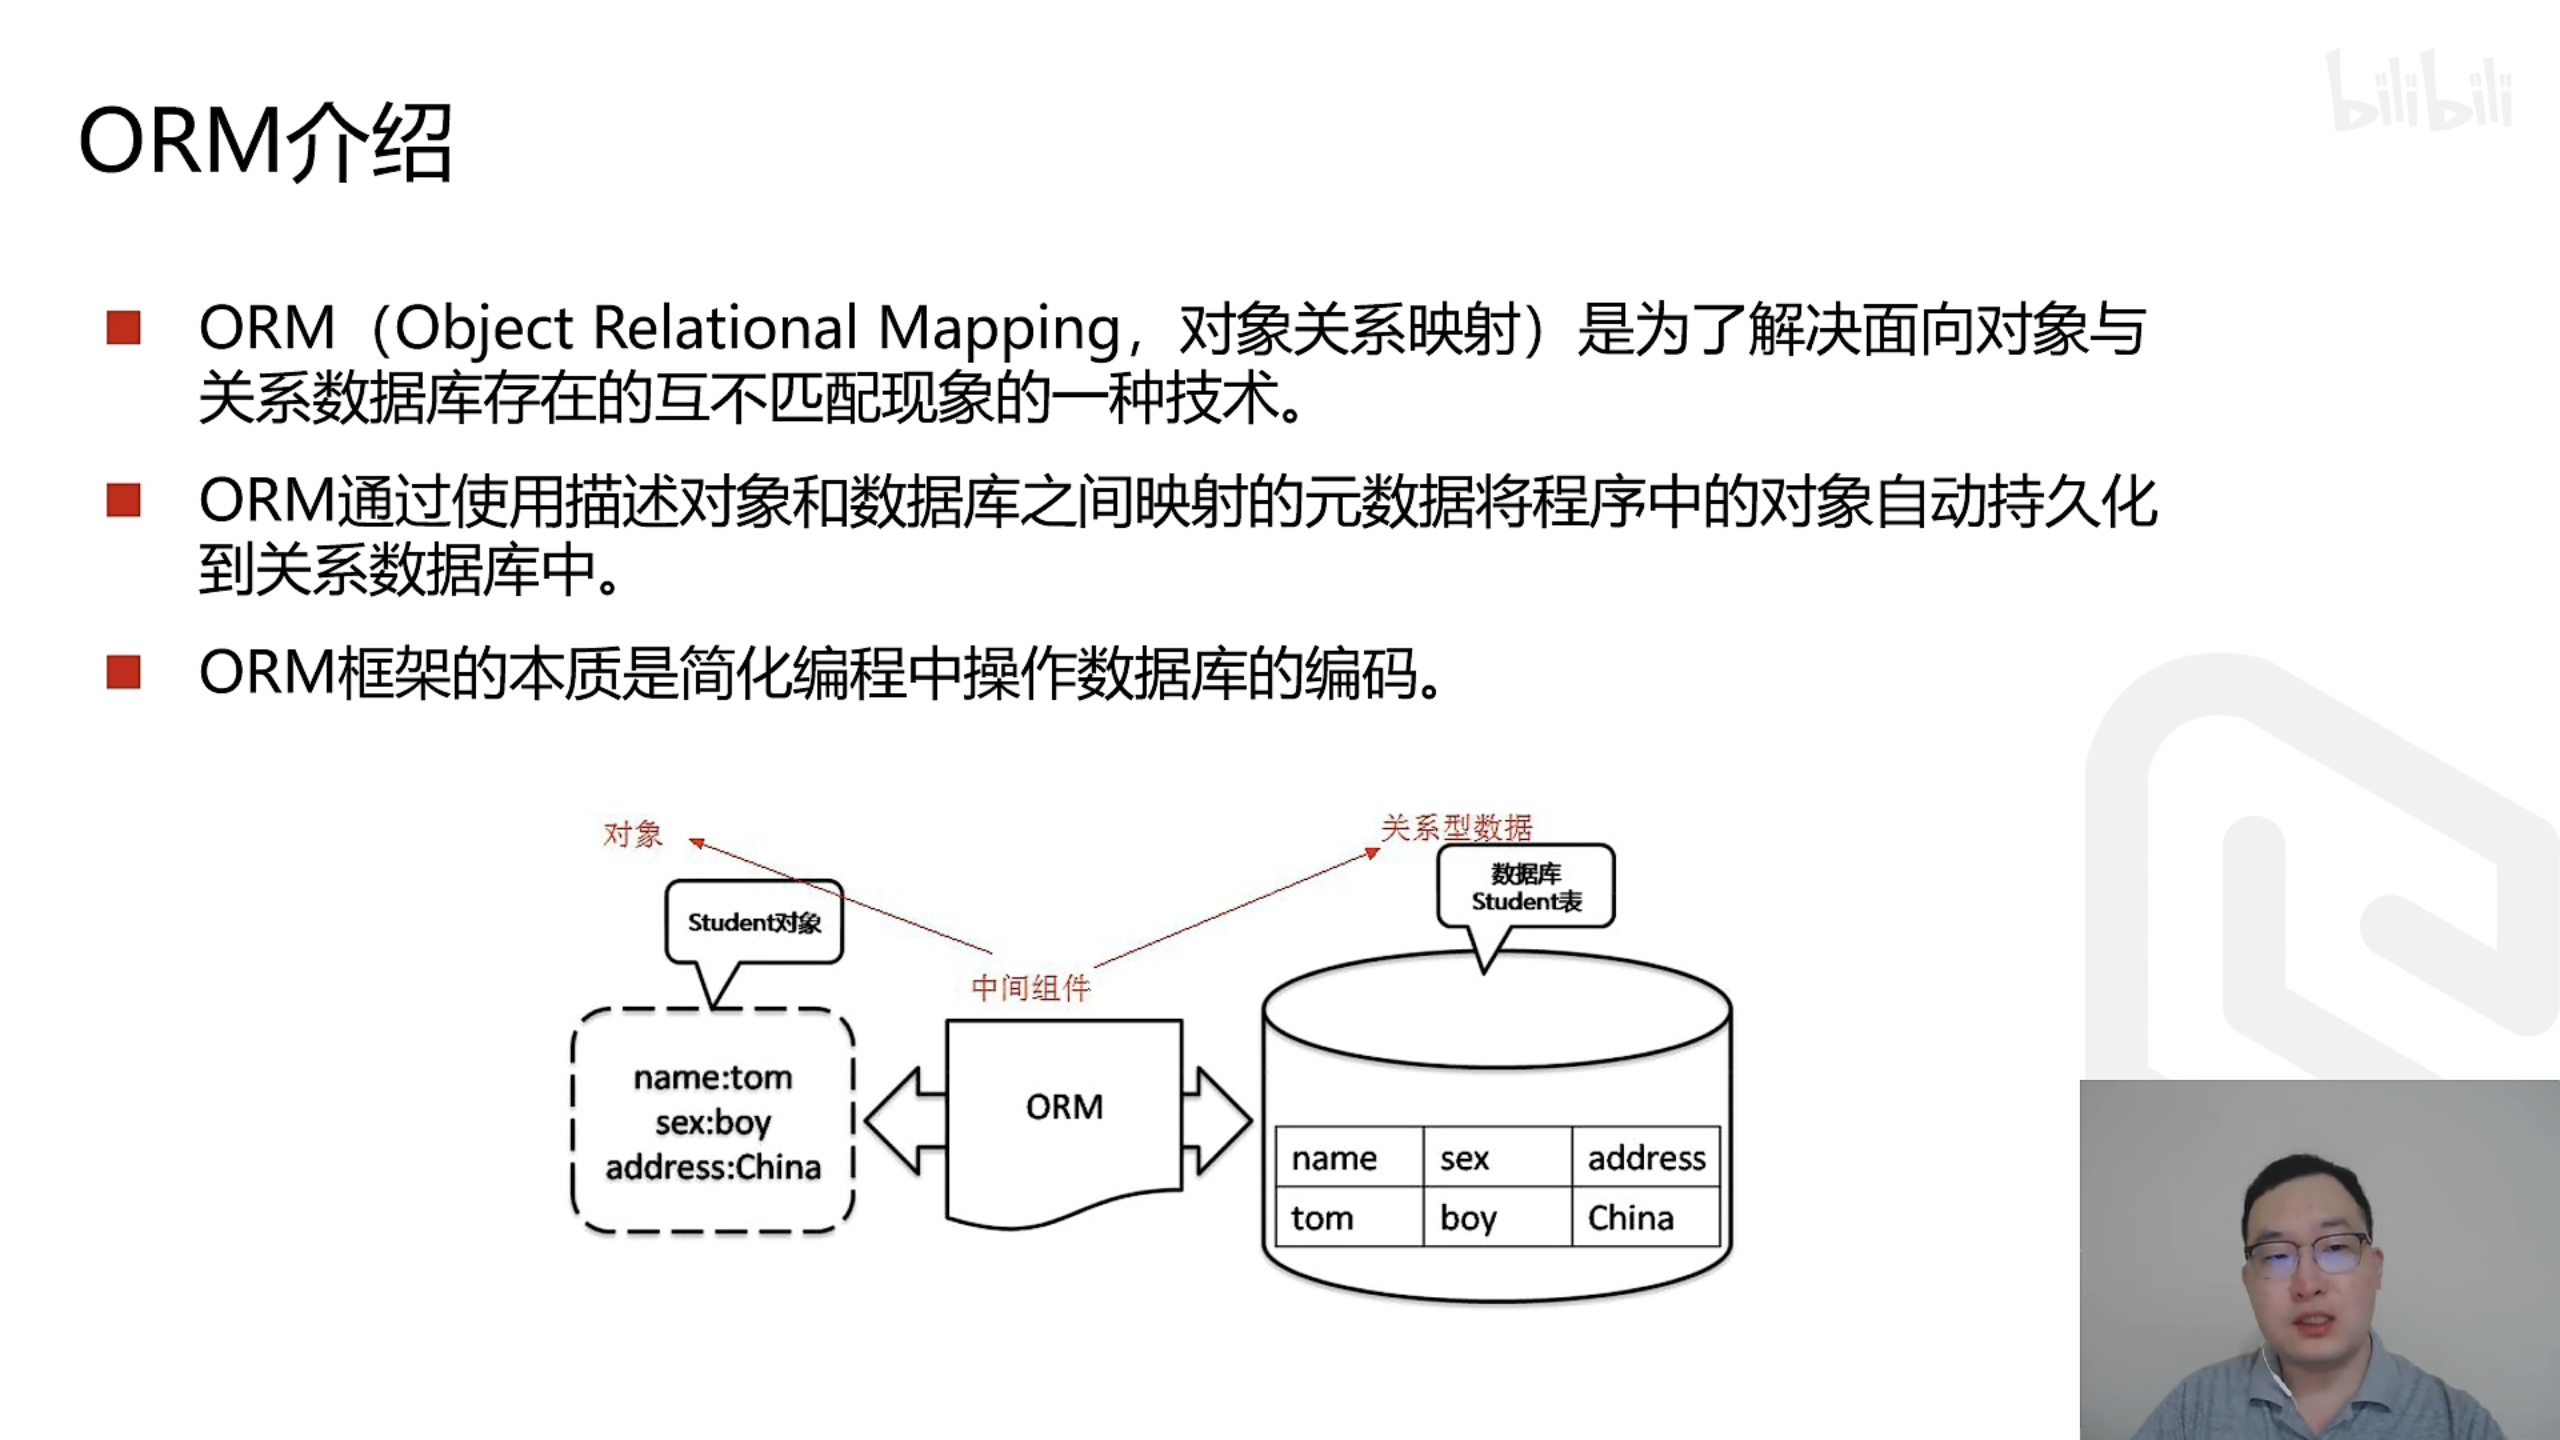 bilibili
ORM介绍
ORM（Object Relational Mapping，对象关系映射）是为了解决面向对象与
关系数据库存在的互不匹配现象的一种技术。
ORM通过使用描述对象和数据库之间映射的元数据将程序中的对象自动持久化
到关系数据库中。
ORM框架的本质是简化编程中操作数据库的编码。
对象
关系型数据
Student对象
数据库
Student表
中间组件
name:tom
sex:boy
address:China
ORM
name sex address
tom boy China